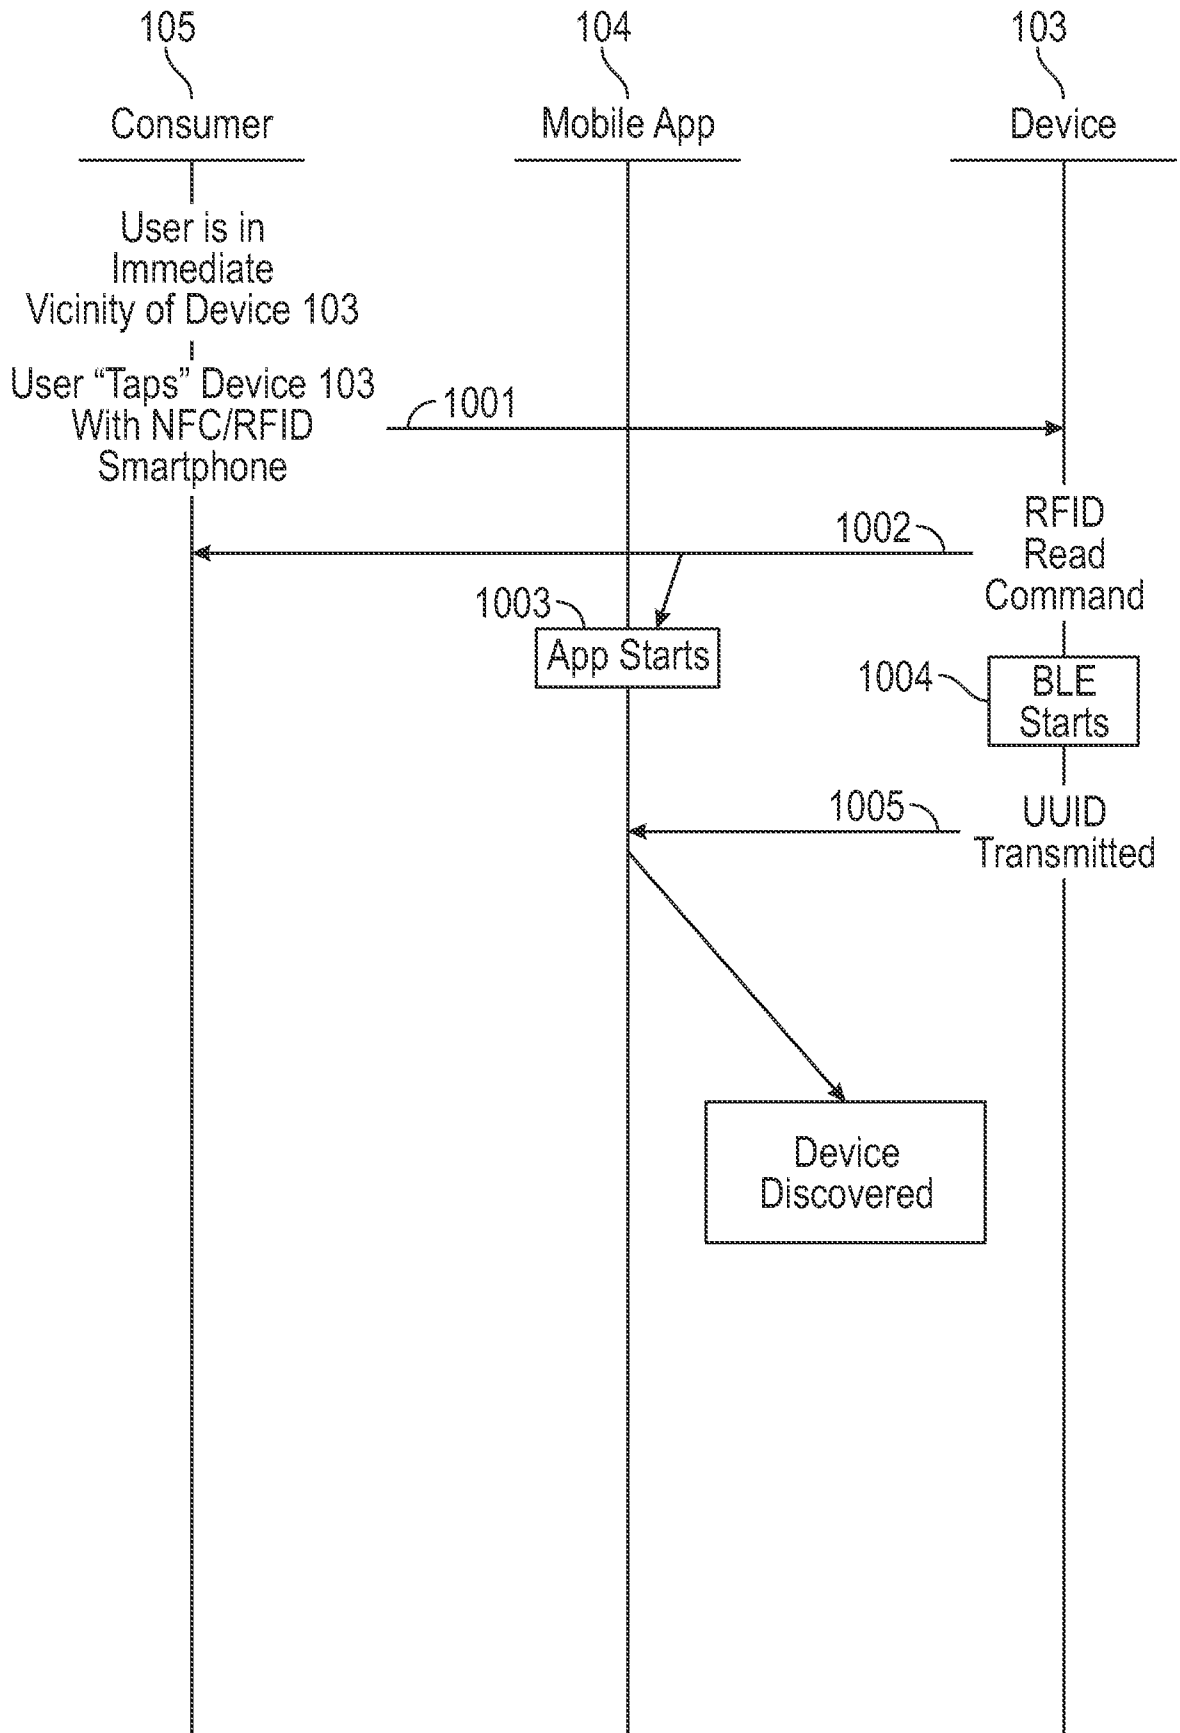 105
104
103
Consumer
Mobile App
Device
User is in
Immediate
Vicinity of Device 103
User “Taps” Device 103
With NFC/RFID
Smartphone
1001
1002
RFID
Read
Command
1003
App Starts
1004
BLE
Starts
1005
UUID
Transmitted
Device
Discovered